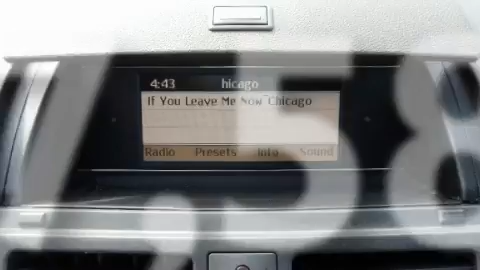 4:43 hicago
If You Leave Me Now Chicago
Radio Presets Info Sound